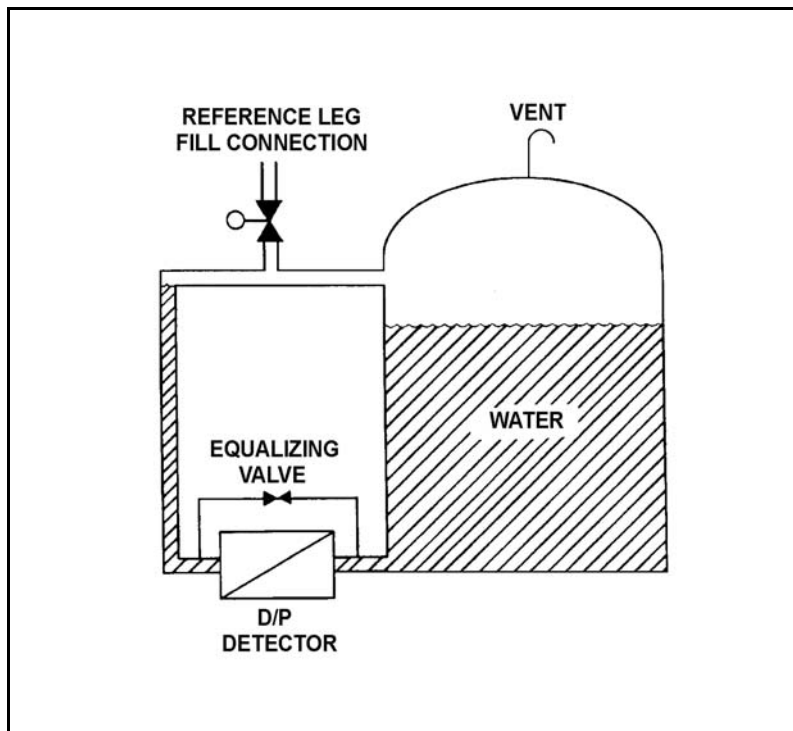 REFERENCE LEG
FILL CONNECTION
VENT
WATER
EQUALIZING
VALVE
D/P
DETECTOR